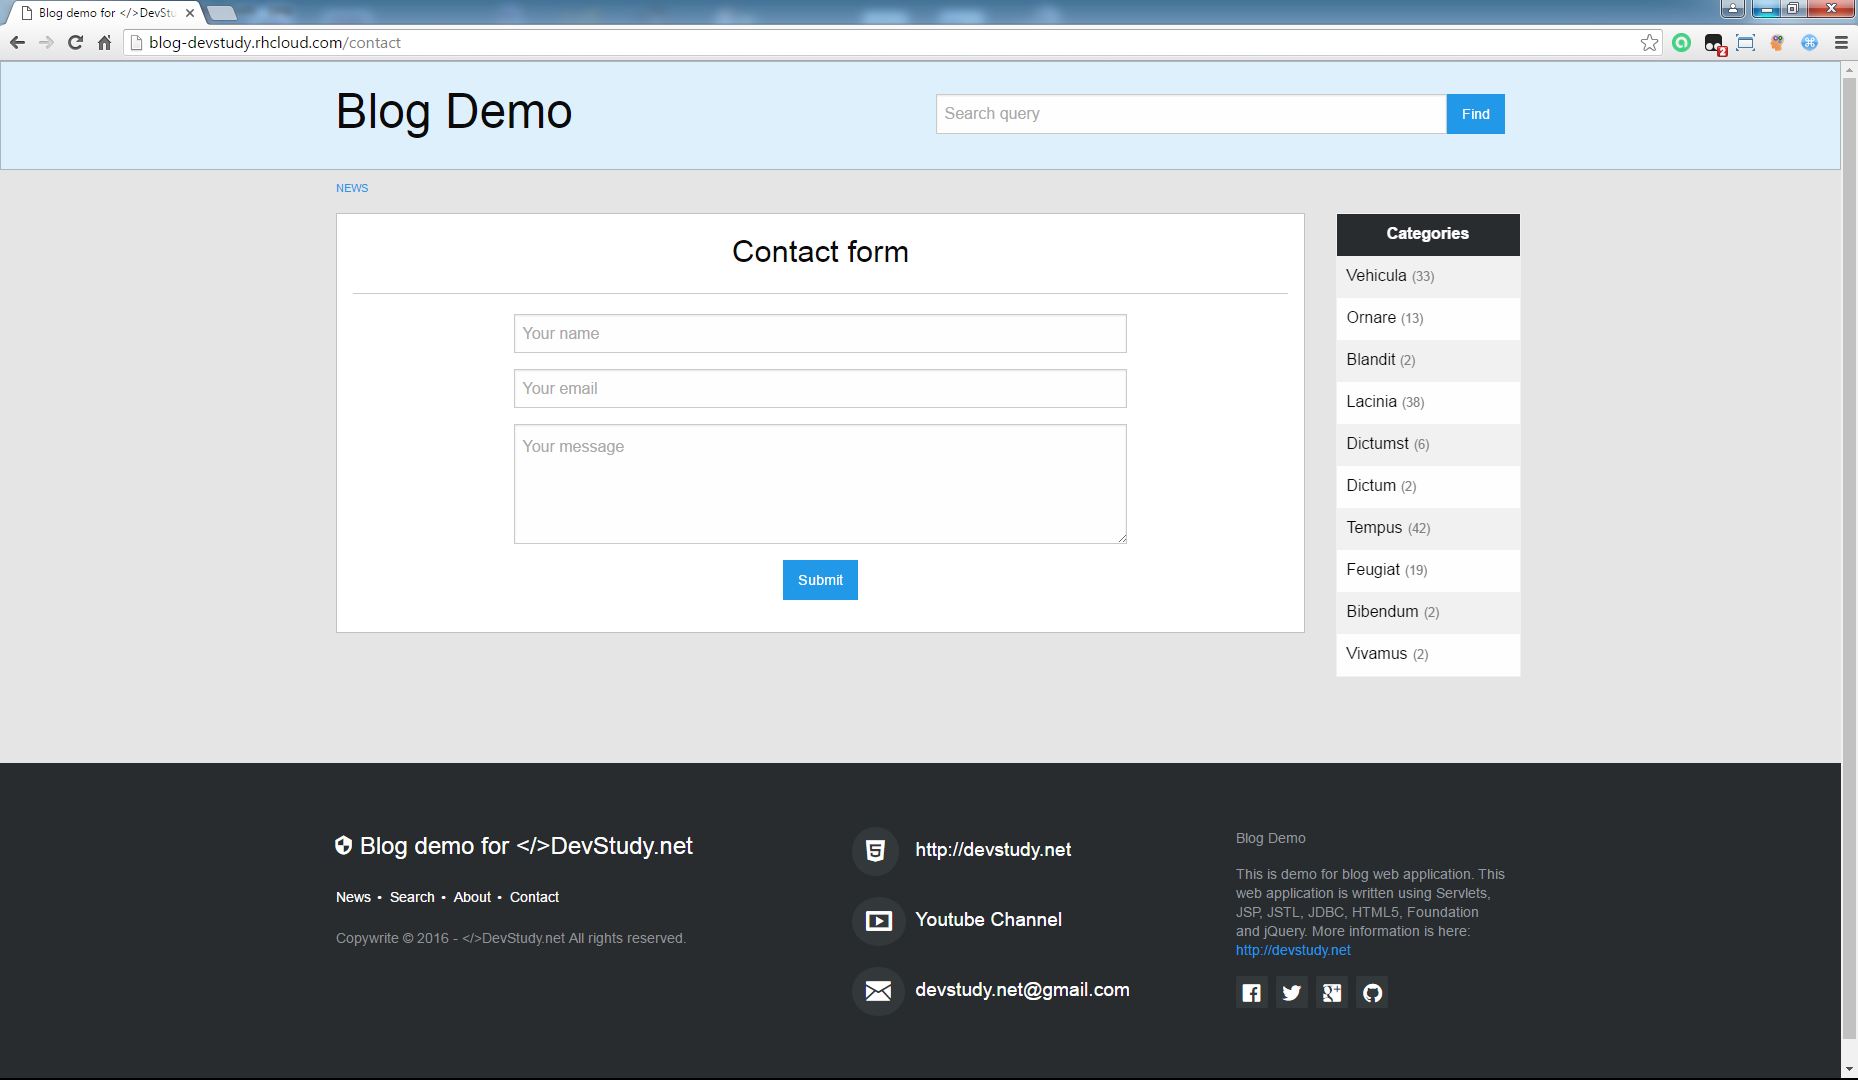 Blog demo for </>DevStu
blog-devstudy.rhcloud.com/contact
2
Blog Demo
Search query
Find
NEWS
Contact form
Your name
Your email
Your message
Submit
Categories
Vehicula (33)
Ornare (13)
Blandit (2)
Lacinia (38)
Dictumst (6)
Dictum (2)
Tempus (42)
Feugiat (19)
Bibendum (2)
Vivamus (2)
Blog demo for </>DevStudy.net
News • Search • About • Contact
Copywrite © 2016 - </>DevStudy.net All rights reserved.
http://devstudy.net
Youtube Channel
devstudy.net@gmail.com
Blog Demo
This is demo for blog web application. This
web application is written using Servlets,
JSP, JSTL, JDBC, HTML5, Foundation
and jQuery. More information is here:
http://devstudy.net